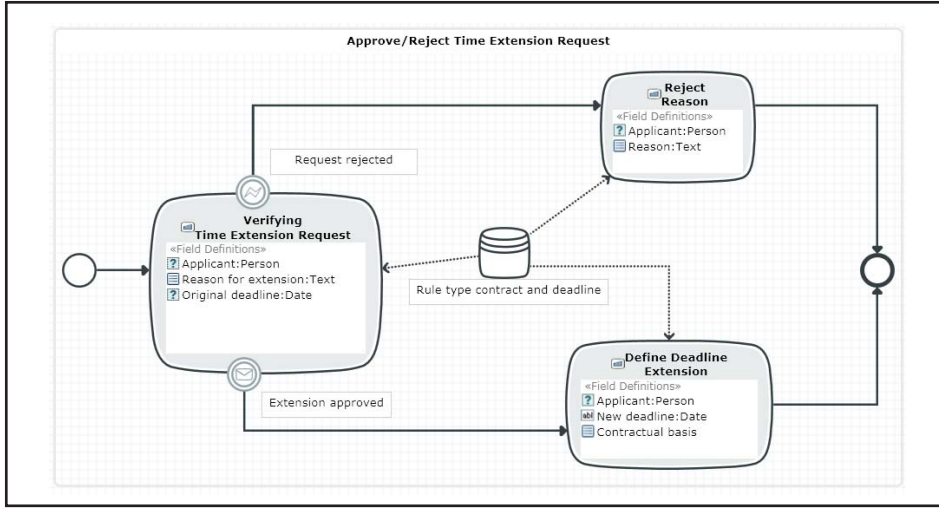 Approve/Reject Time Extension Request
Reject
Reason
«Field Definitions»
Applicant:Person
Reason:Text
Request rejected
Verifying
Time Extension Request
«Field Definitions»
Applicant:Person
Reason for extension:Text
Original deadline:Date
Rule type contract and deadline
Define Deadline
Extension
«Field Definitions»
Applicant:Person
abl New deadline:Date
Contractual basis
Extension approved